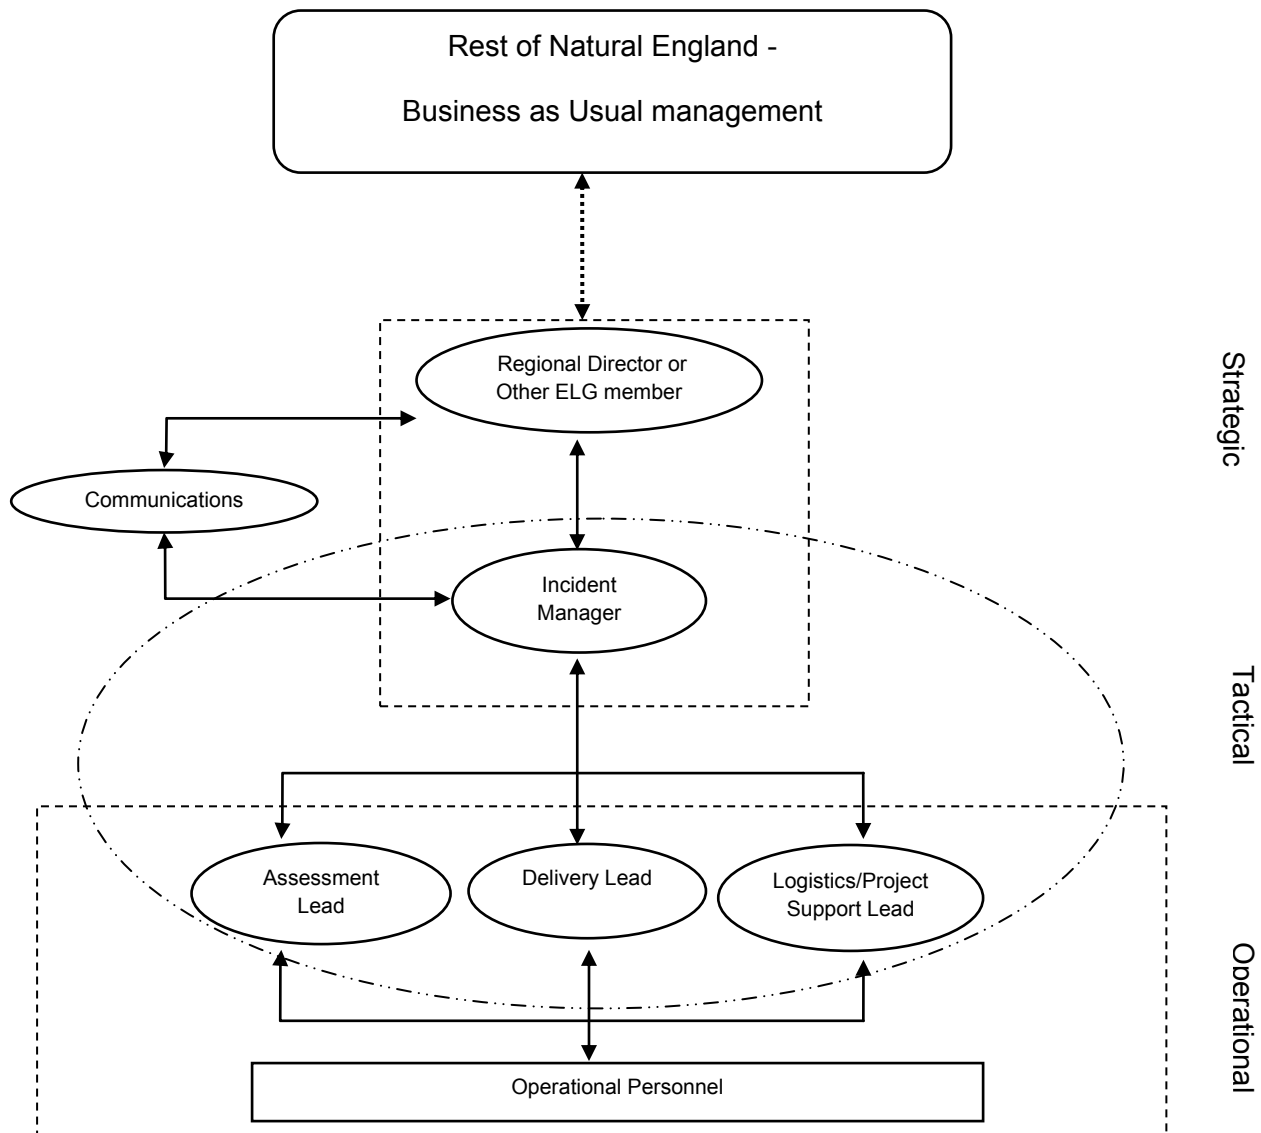 Rest of Natural England -
Business as Usual management
Regional Director or
Other ELG member
Strategic
Communications
Incident
Manager
Tactical
Assessment
Lead
Delivery Lead
Logistics/Project
Support Lead
Operational
Operational Personnel